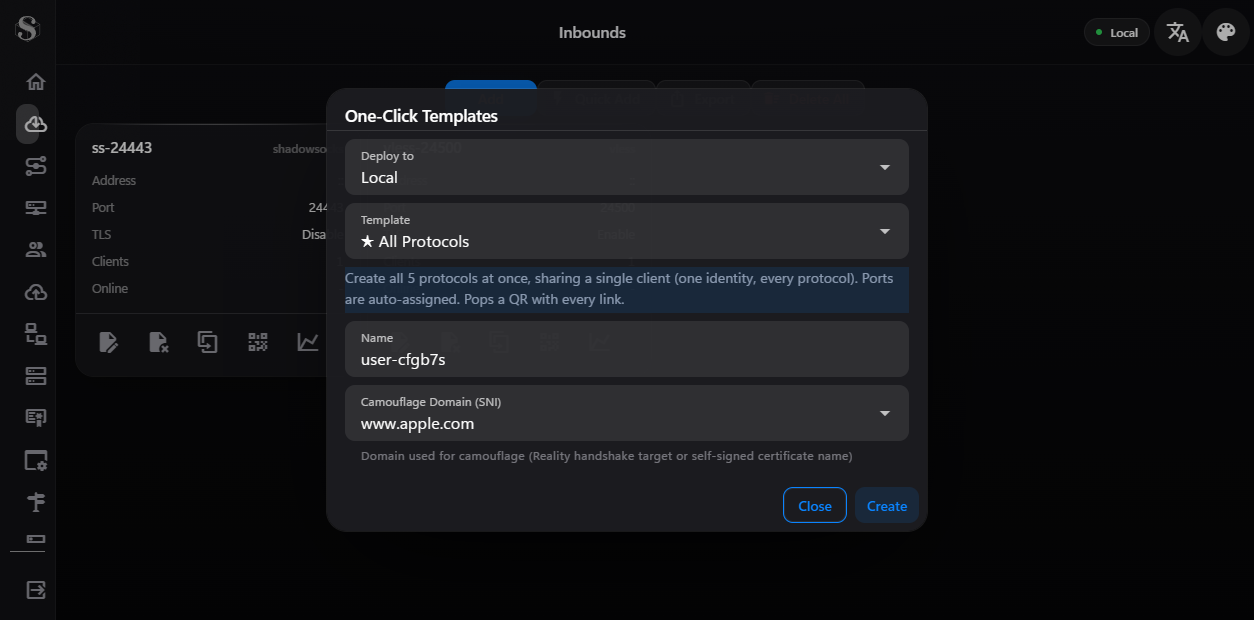 Inbounds
Local
One-Click Templates
ss-24443
Deploy to
Local
Address
Port
Template
★ All Protocols
TLS
Clients
Create all 5 protocols at once, sharing a single client (one identity, every protocol). Ports
are auto-assigned. Pops a QR with every link.
Online
Name
user-cfgb7s
Camouflage Domain (SNI)
www.apple.com
Domain used for camouflage (Reality handshake target or self-signed certificate name)
Close
Create